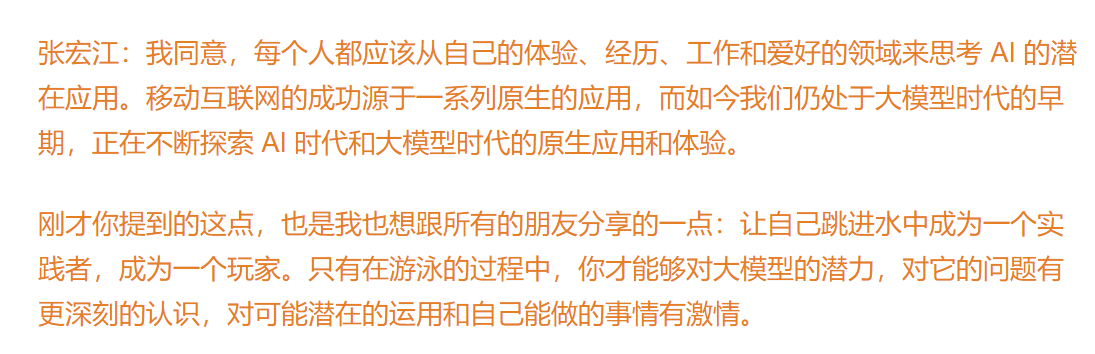 张宏江：我同意，每个人都应该从自己的体验、经历、工作和爱好的领域来思考 AI 的潜
在应用。移动互联网的成功源于一系列原生的应用，而如今我们仍处于大模型时代的早
期，正在不断探索 AI 时代和大模型时代的原生应用和体验。
刚才你提到的这点，也是我也想跟所有的朋友分享的一点：让自己跳进水中成为一个实
践者，成为一个玩家。只有在游泳的过程中，你才能够对大模型的潜力，对它的问题有
更深刻的认识，对可能潜在的运用和自己能做的事情有激情。